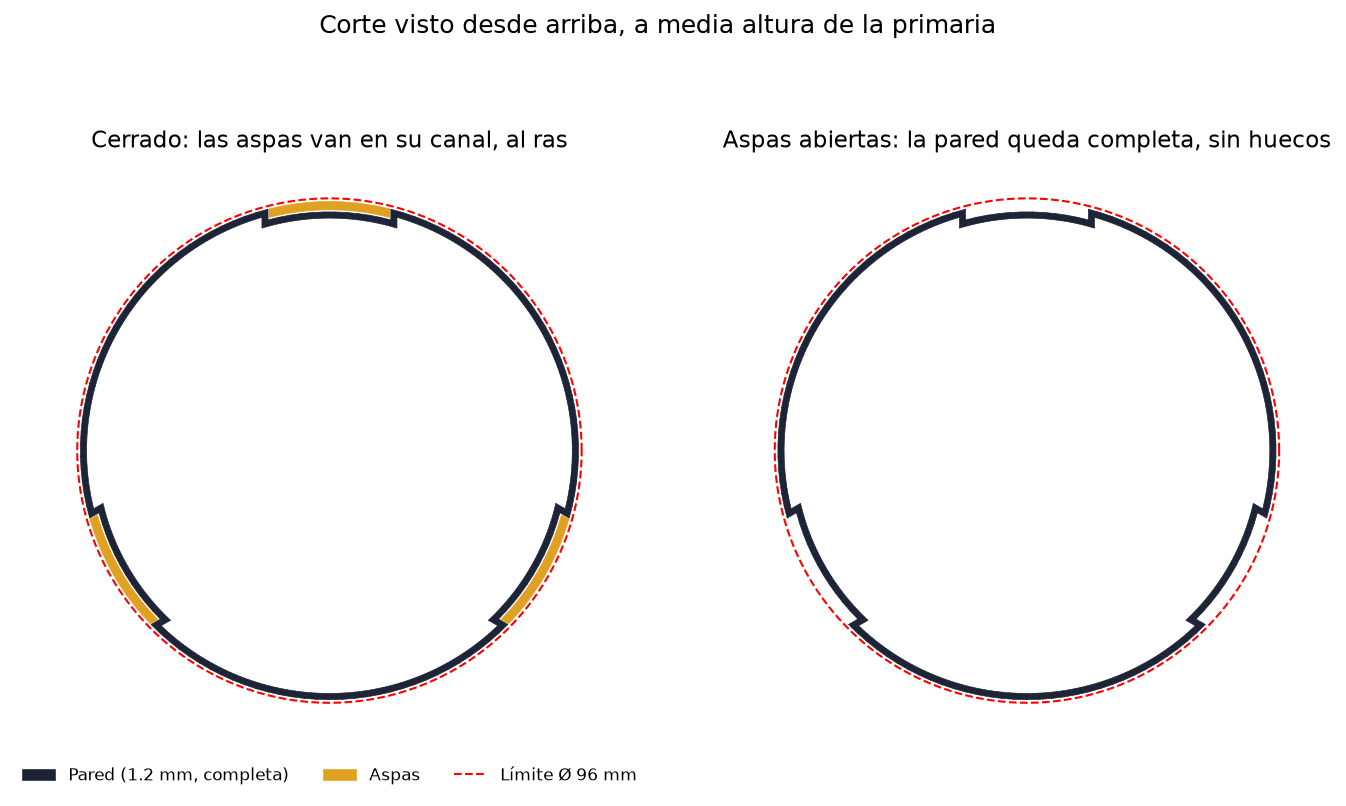 Corte visto desde arriba, a media altura de la primaria
Cerrado: las aspas van en su canal, al ras
Aspas abiertas: la pared queda completa, sin huecos
Pared (1.2 mm, completa)
Aspas
Límite Ø 96 mm